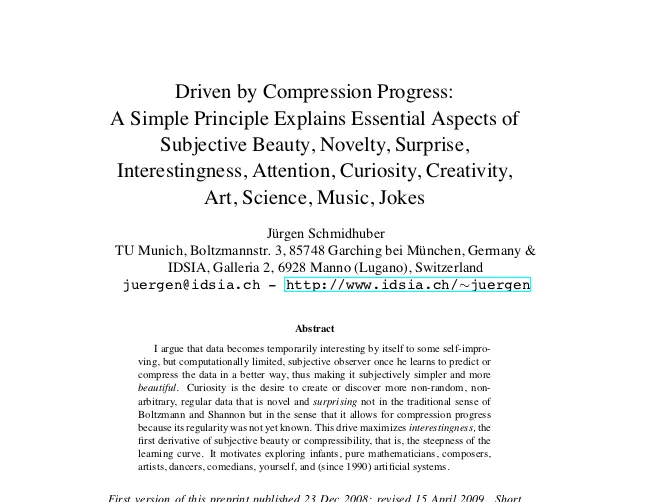 Driven by Compression Progress:
A Simple Principle Explains Essential Aspects of
Subjective Beauty, Novelty, Surprise,
Interestingness, Attention, Curiosity, Creativity,
Art, Science, Music, Jokes
Jürgen Schmidhuber
TU Munich, Boltzmannstr. 3, 85748 Garching bei München, Germany &
IDSIA, Galleria 2, 6928 Manno (Lugano), Switzerland
juergen@idsia.ch - http://www.idsia.ch/~juergen
Abstract
I argue that data becomes temporarily interesting by itself to some self-impro-
ving, but computationally limited, subjective observer once he learns to predict or
compress the data in a better way, thus making it subjectively simpler and more
beautiful. Curiosity is the desire to create or discover more non-random, non-
arbitrary, regular data that is novel and surprising not in the traditional sense of
Boltzmann and Shannon but in the sense that it allows for compression progress
because its regularity was not yet known. This drive maximizes interestingness, the
first derivative of subjective beauty or compressibility, that is, the steepness of the
learning curve. It motivates exploring infants, pure mathematicians, composers,
artists, dancers, comedians, yourself, and (since 1990) artificial systems.
First version of this preprint published 23 Dec 2008; revised 15 April 2009. Short